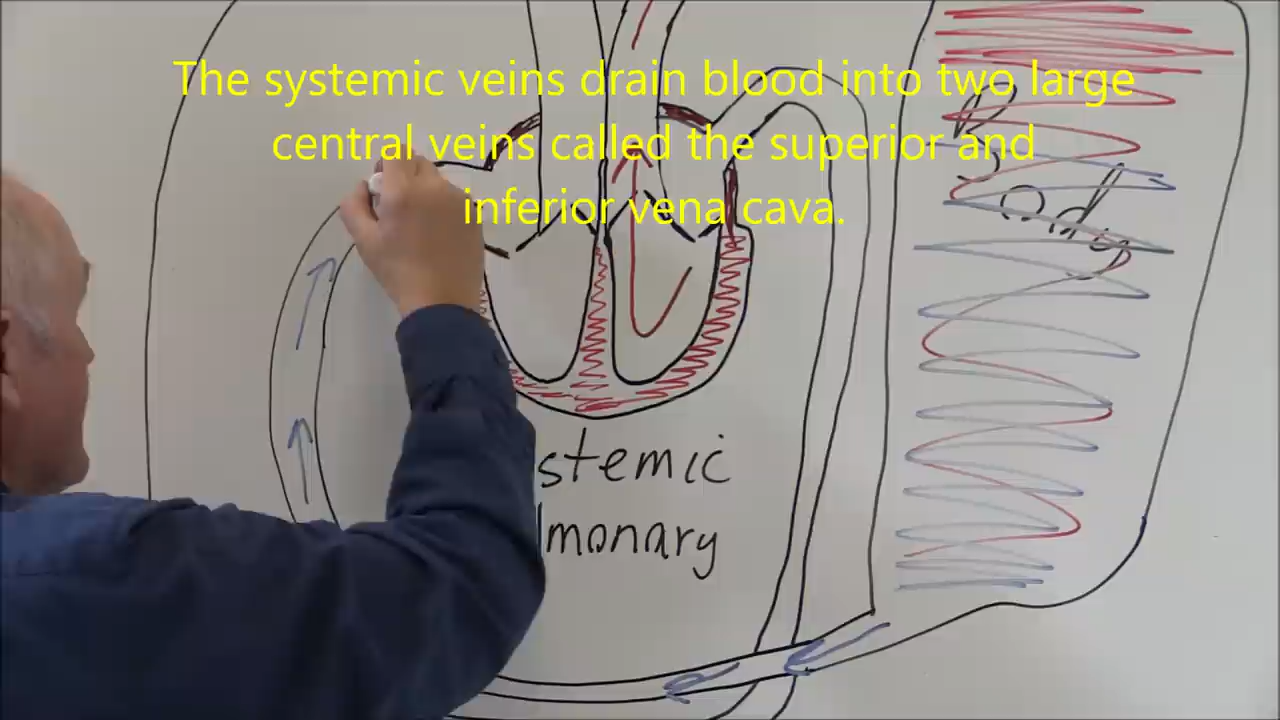 The systemic veins drain blood into two large
central veins called the superior and
inferior vena cava.
Body
stemic
lmonary